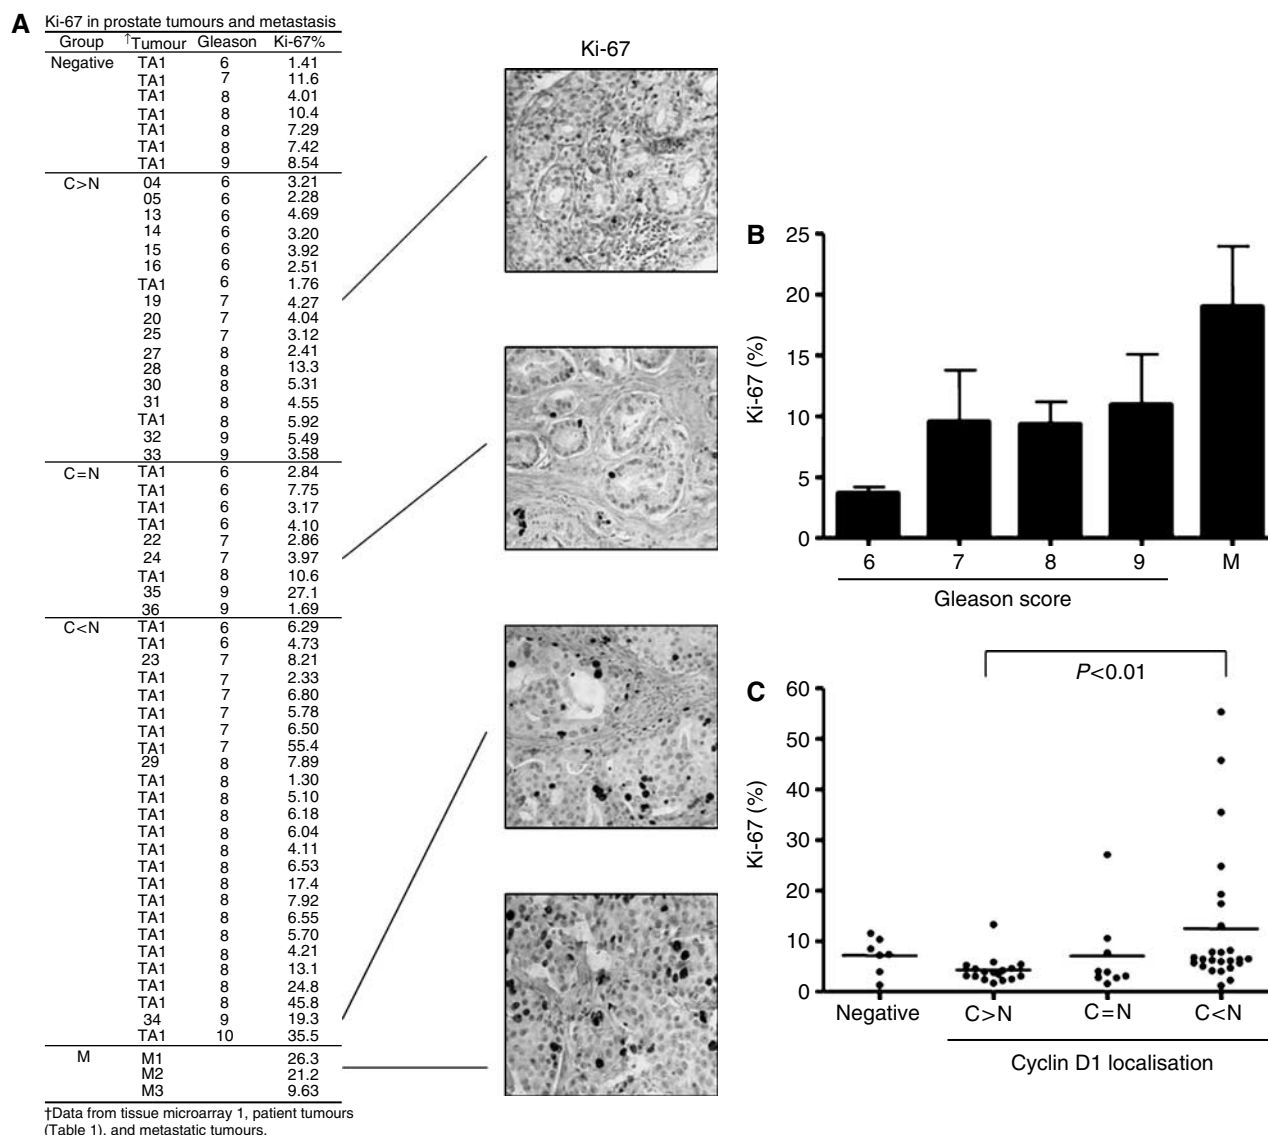 A
Ki-67 in prostate tumours and metastasis
Group ↑Tumour Gleason Ki-67%
Negative TA1 6 1.41
TA1 7 11.6
TA1 8 4.01
TA1 8 10.4
TA1 8 7.29
TA1 8 7.42
TA1 9 8.54
C>N 04 6 3.21
05 6 2.28
13 6 4.69
14 6 3.20
15 6 3.92
16 6 2.51
TA1 6 1.76
19 7 4.27
20 7 4.04
25 7 3.12
27 8 2.41
28 8 13.3
30 8 5.31
31 8 4.55
TA1 8 5.92
32 9 5.49
33 9 3.58
C=N TA1 6 2.84
TA1 6 7.75
TA1 6 3.17
TA1 6 4.10
22 7 2.86
24 7 3.97
TA1 8 10.6
35 9 27.1
36 9 1.69
C<N TA1 6 6.29
TA1 6 4.73
23 7 8.21
TA1 7 2.33
TA1 7 6.80
TA1 7 5.78
TA1 7 6.50
TA1 7 55.4
29 8 7.89
TA1 8 1.30
TA1 8 5.10
TA1 8 6.18
TA1 8 6.04
TA1 8 4.11
TA1 8 6.53
TA1 8 17.4
TA1 8 7.92
TA1 8 6.55
TA1 8 5.70
TA1 8 4.21
TA1 8 13.1
TA1 8 24.8
TA1 8 45.8
34 9 19.3
TA1 10 35.5
M M1 26.3
M2 21.2
M3 9.63
†Data from tissue microarray 1, patient tumours
(Table 1), and metastatic tumours.
Ki-67
B
Ki-67 (%)
25
20
15
10
5
0
6 7 8 9 M
Gleason score
C
P<0.01
Ki-67 (%)
60
50
40
30
20
10
0
Negative C>N C=N C<N
Cyclin D1 localisation